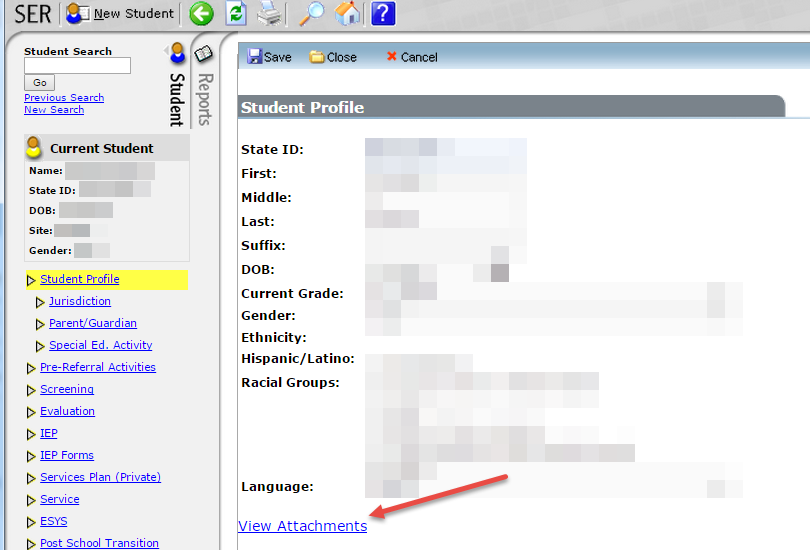 SER New Student ?
Student Search
Go
Previous Search
New Search
Student
Reports
Current Student
Name:
State ID:
DOB:
Site:
Gender:
Student Profile
Jurisdiction
Parent/Guardian
Special Ed. Activity
Pre-Referral Activities
Screening
Evaluation
IEP
IEP Forms
Services Plan (Private)
Service
ESYS
Post School Transition
Save Close Cancel
Student Profile
State ID:
First:
Middle:
Last:
Suffix:
DOB:
Current Grade:
Gender:
Ethnicity:
Hispanic/Latino:
Racial Groups:
Language:
View Attachments